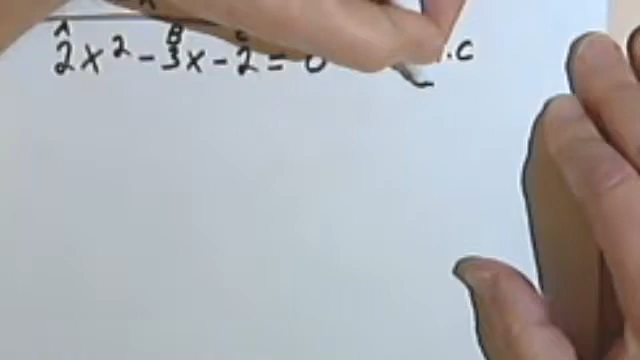 A B C
2x² - 3x - 2 = 0 · C